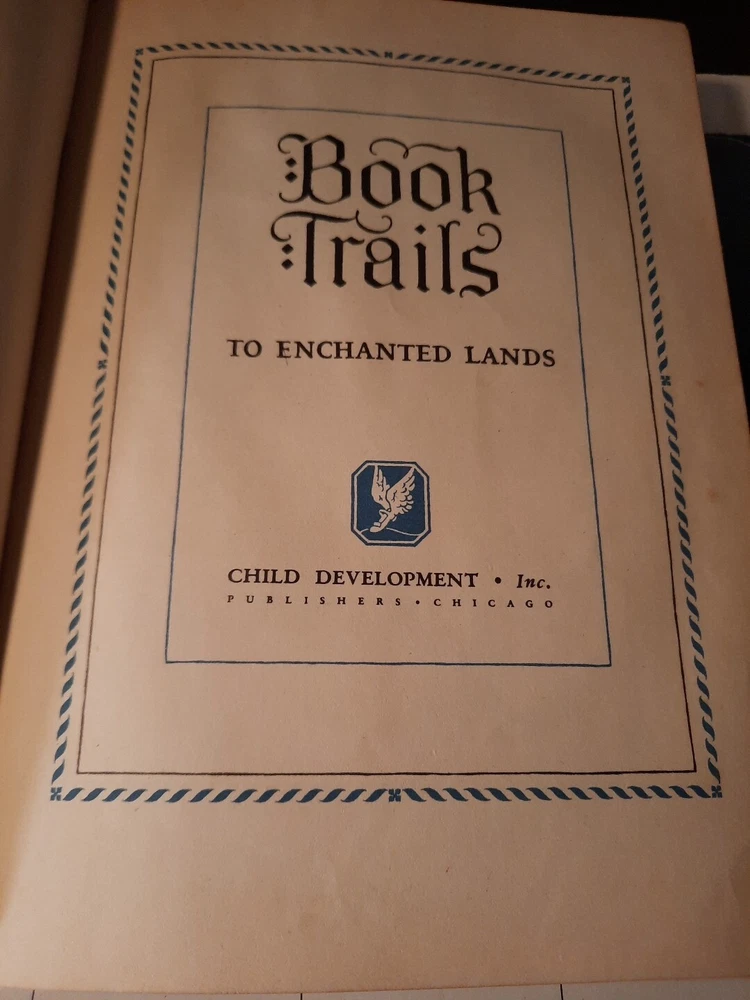 Book
Trails
TO ENCHANTED LANDS
CHILD DEVELOPMENT • Inc.
PUBLISHERS • CHICAGO